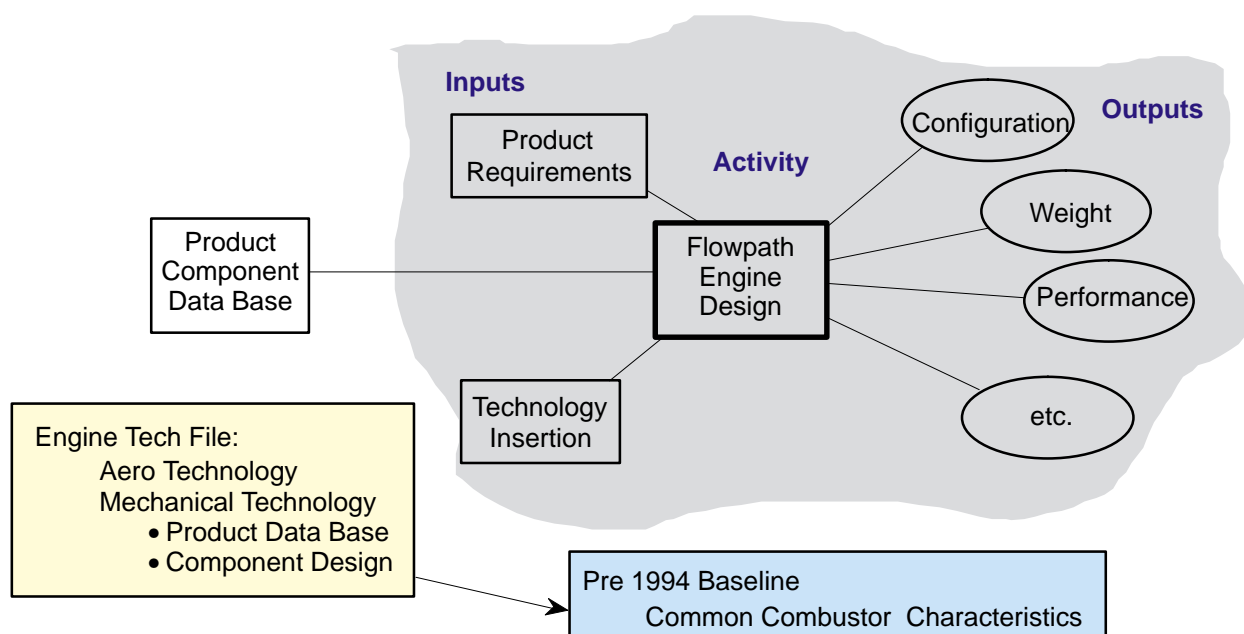 Inputs
Product
Requirements
Activity
Configuration
Outputs
Weight
Performance
etc.
Product
Component
Data Base
Flowpath
Engine
Design
Technology
Insertion
Engine Tech File:
Aero Technology
Mechanical Technology
• Product Data Base
• Component Design
Pre 1994 Baseline
Common Combustor Characteristics